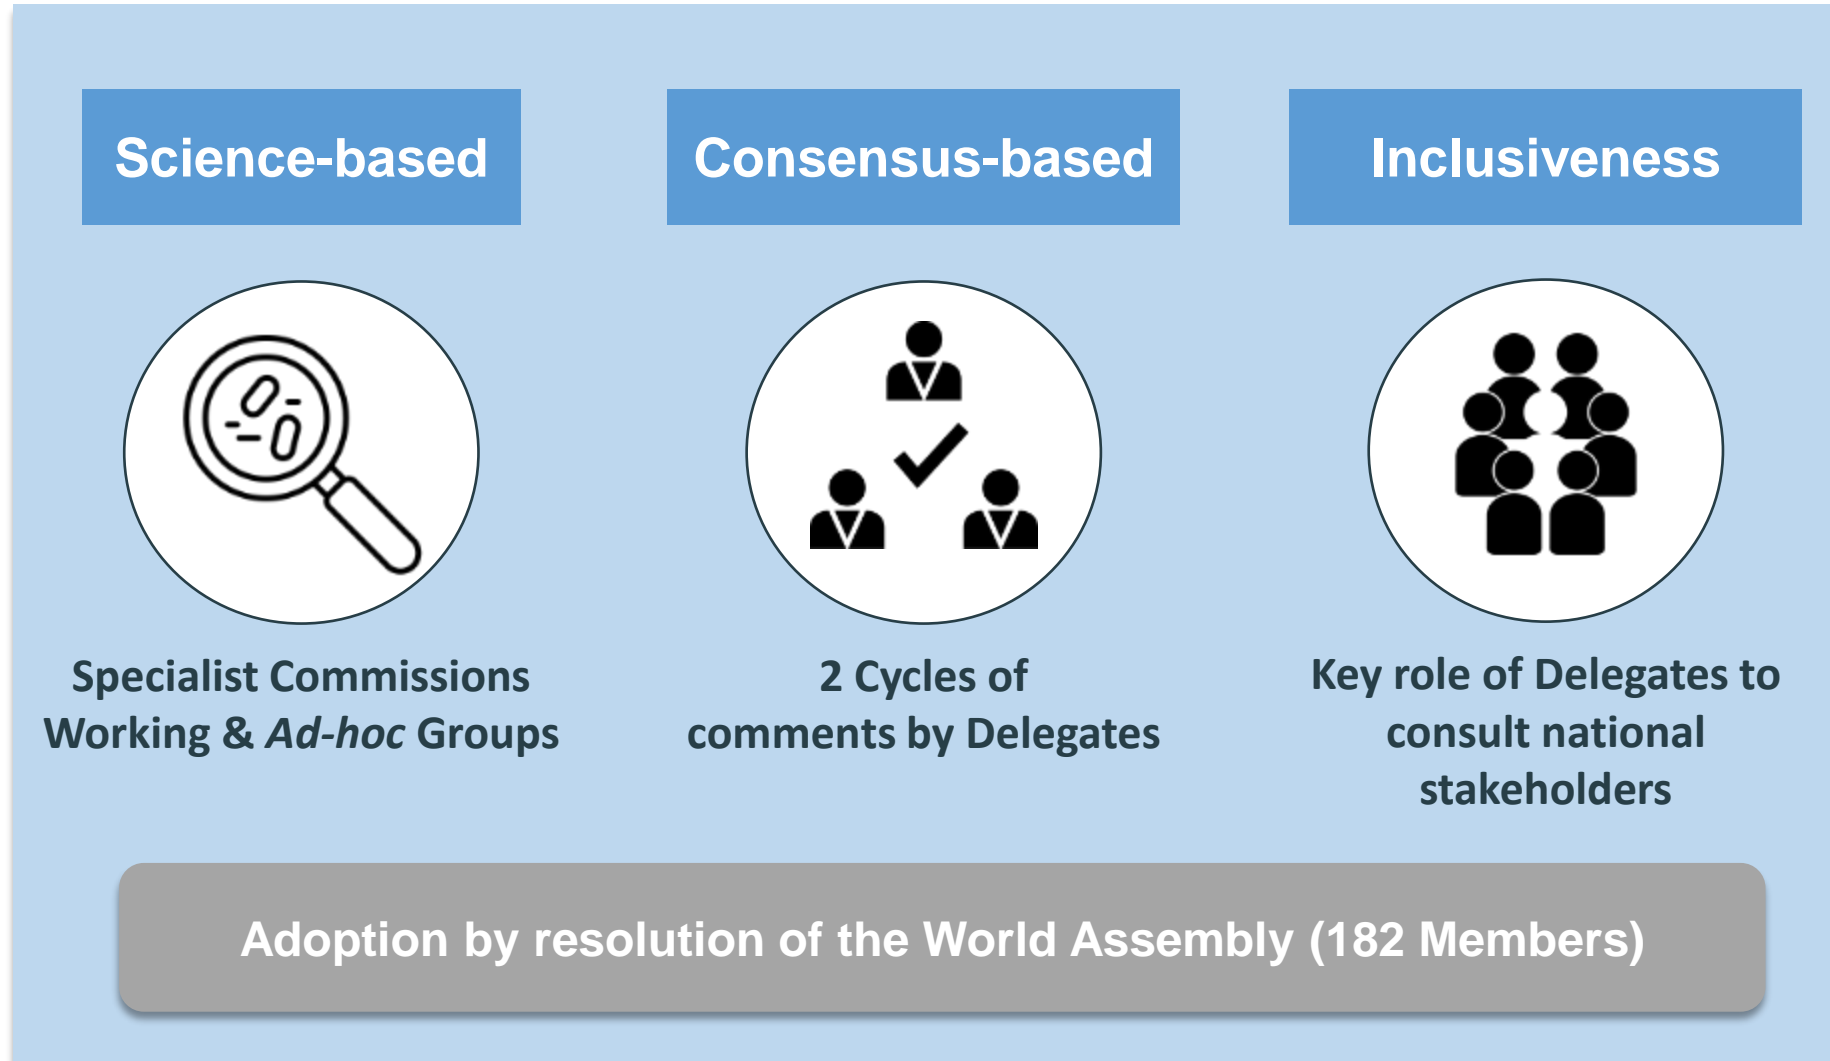 Science-based
Consensus-based
Inclusiveness
Specialist Commissions
Working & Ad-hoc Groups
2 Cycles of
comments by Delegates
Key role of Delegates to
consult national
stakeholders
Adoption by resolution of the World Assembly (182 Members)